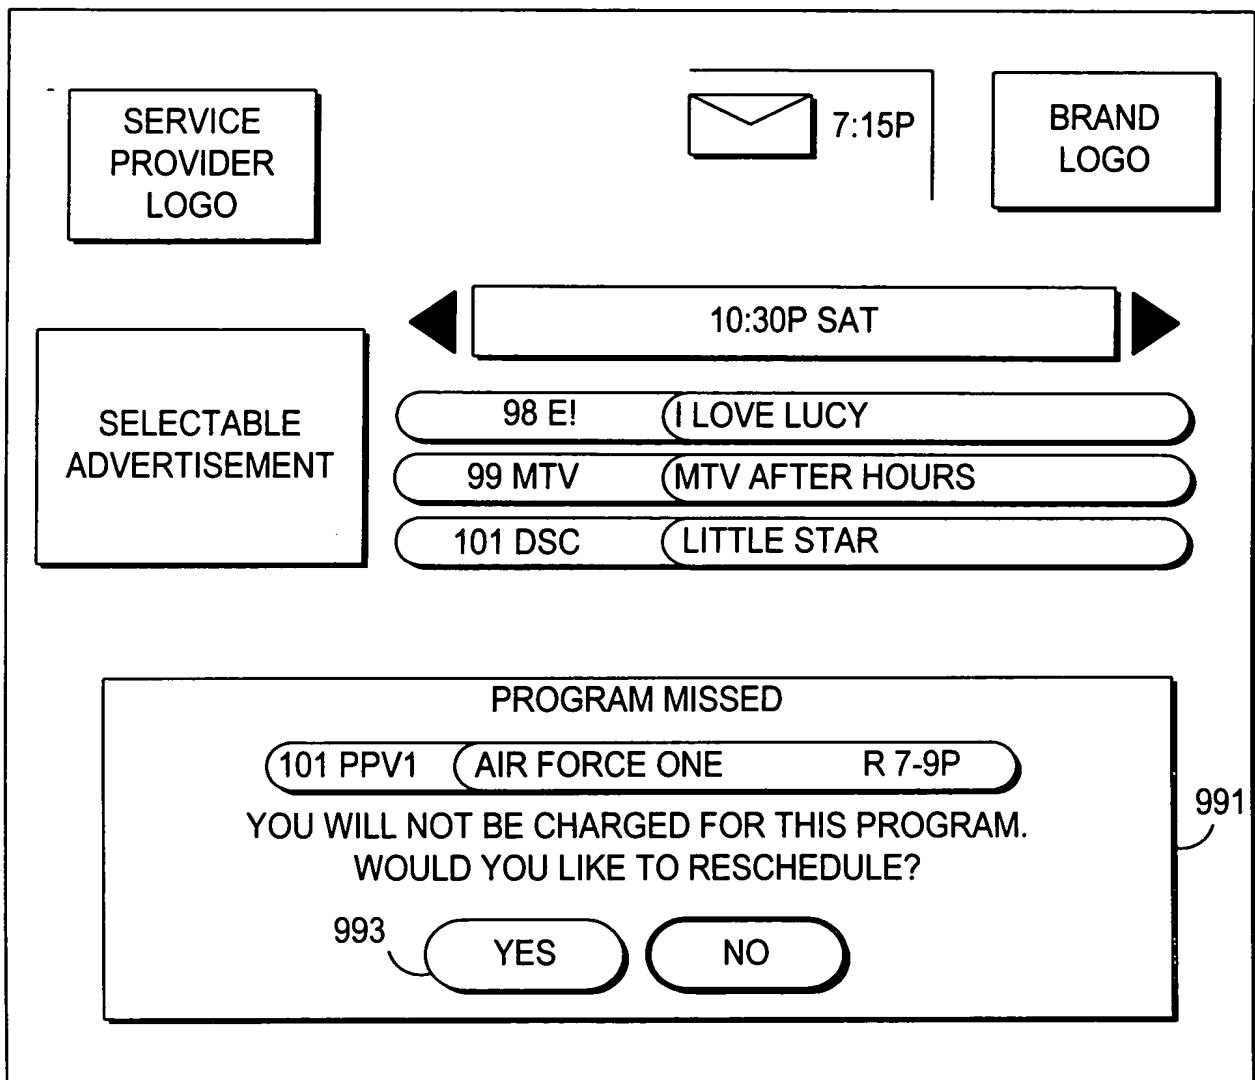 SERVICE
PROVIDER
LOGO
7:15P
BRAND
LOGO
10:30P SAT
SELECTABLE
ADVERTISEMENT
98 E! I LOVE LUCY
99 MTV MTV AFTER HOURS
101 DSC LITTLE STAR
PROGRAM MISSED
101 PPV1 AIR FORCE ONE R 7-9P
YOU WILL NOT BE CHARGED FOR THIS PROGRAM.
WOULD YOU LIKE TO RESCHEDULE?
991
993
YES NO